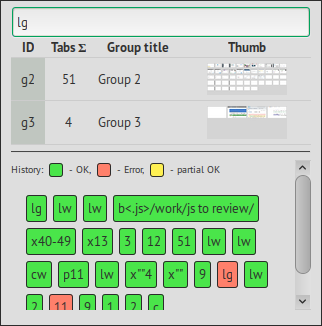 lg
ID Tabs Σ Group title Thumb
g2 51 Group 2
g3 4 Group 3
History: - OK, - Error, - partial OK
lg lw lw b<.js>/work/js to review/
x40-49 x13 3 12 51 lw lw
cw p11 lw x""4 x"" 9 lg lw
2 11 9 1 2 c